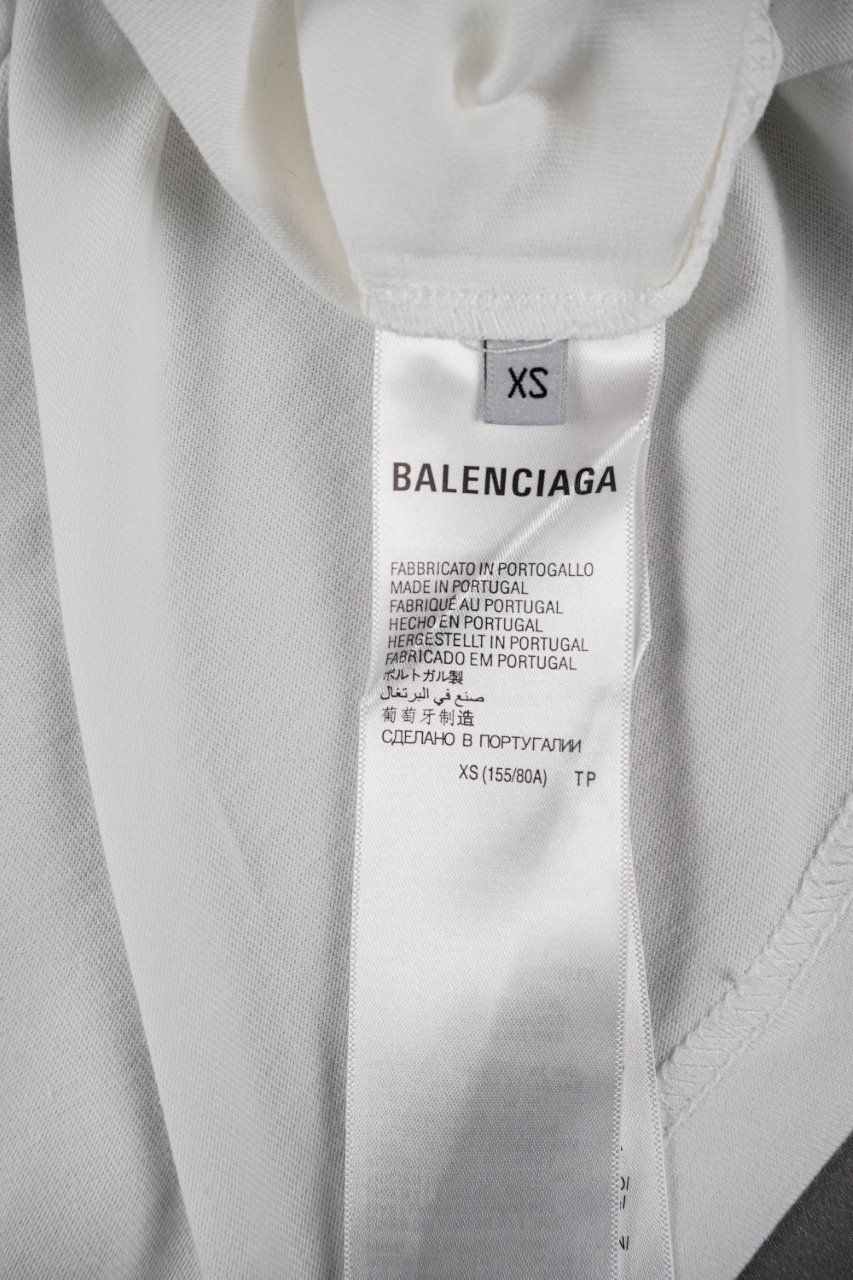 XS
BALENCIAGA
FABBRICATO IN PORTOGALLO
MADE IN PORTUGAL
FABRIQUÉ AU PORTUGAL
HECHO EN PORTUGAL
HERGESTELLT IN PORTUGAL
FABRICADO EM PORTUGAL
ポルトガル製
صنع في البرتغال
葡萄牙制造
СДЕЛАНО В ПОРТУГАЛИИ
XS (155/80A) TP